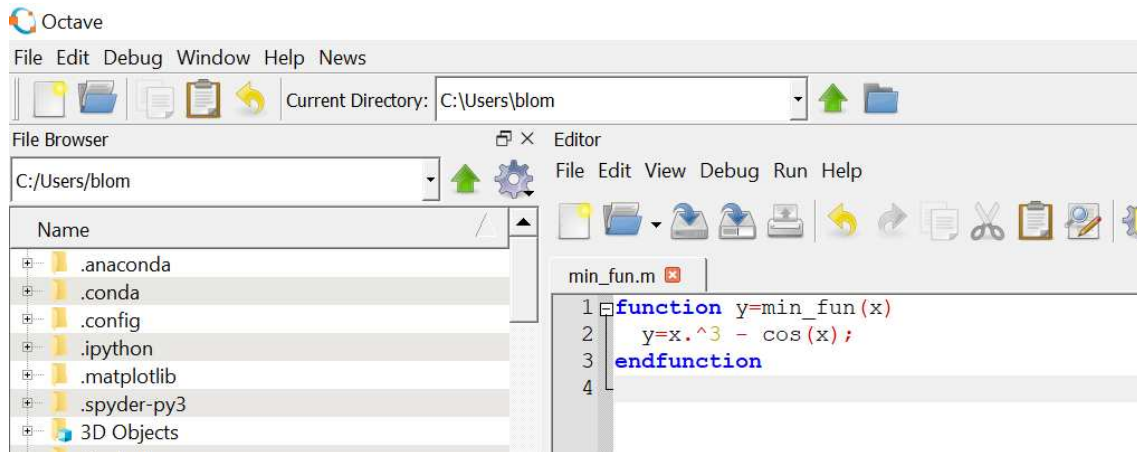 Octave
File Edit Debug Window Help News
Current Directory: C:\Users\blom
File Browser
C:/Users/blom
Name
.anaconda
.conda
.config
.ipython
.matplotlib
.spyder-py3
3D Objects
Editor
File Edit View Debug Run Help
min_fun.m
1 function y=min_fun(x)
2 y=x.^3 - cos(x);
3 endfunction
4